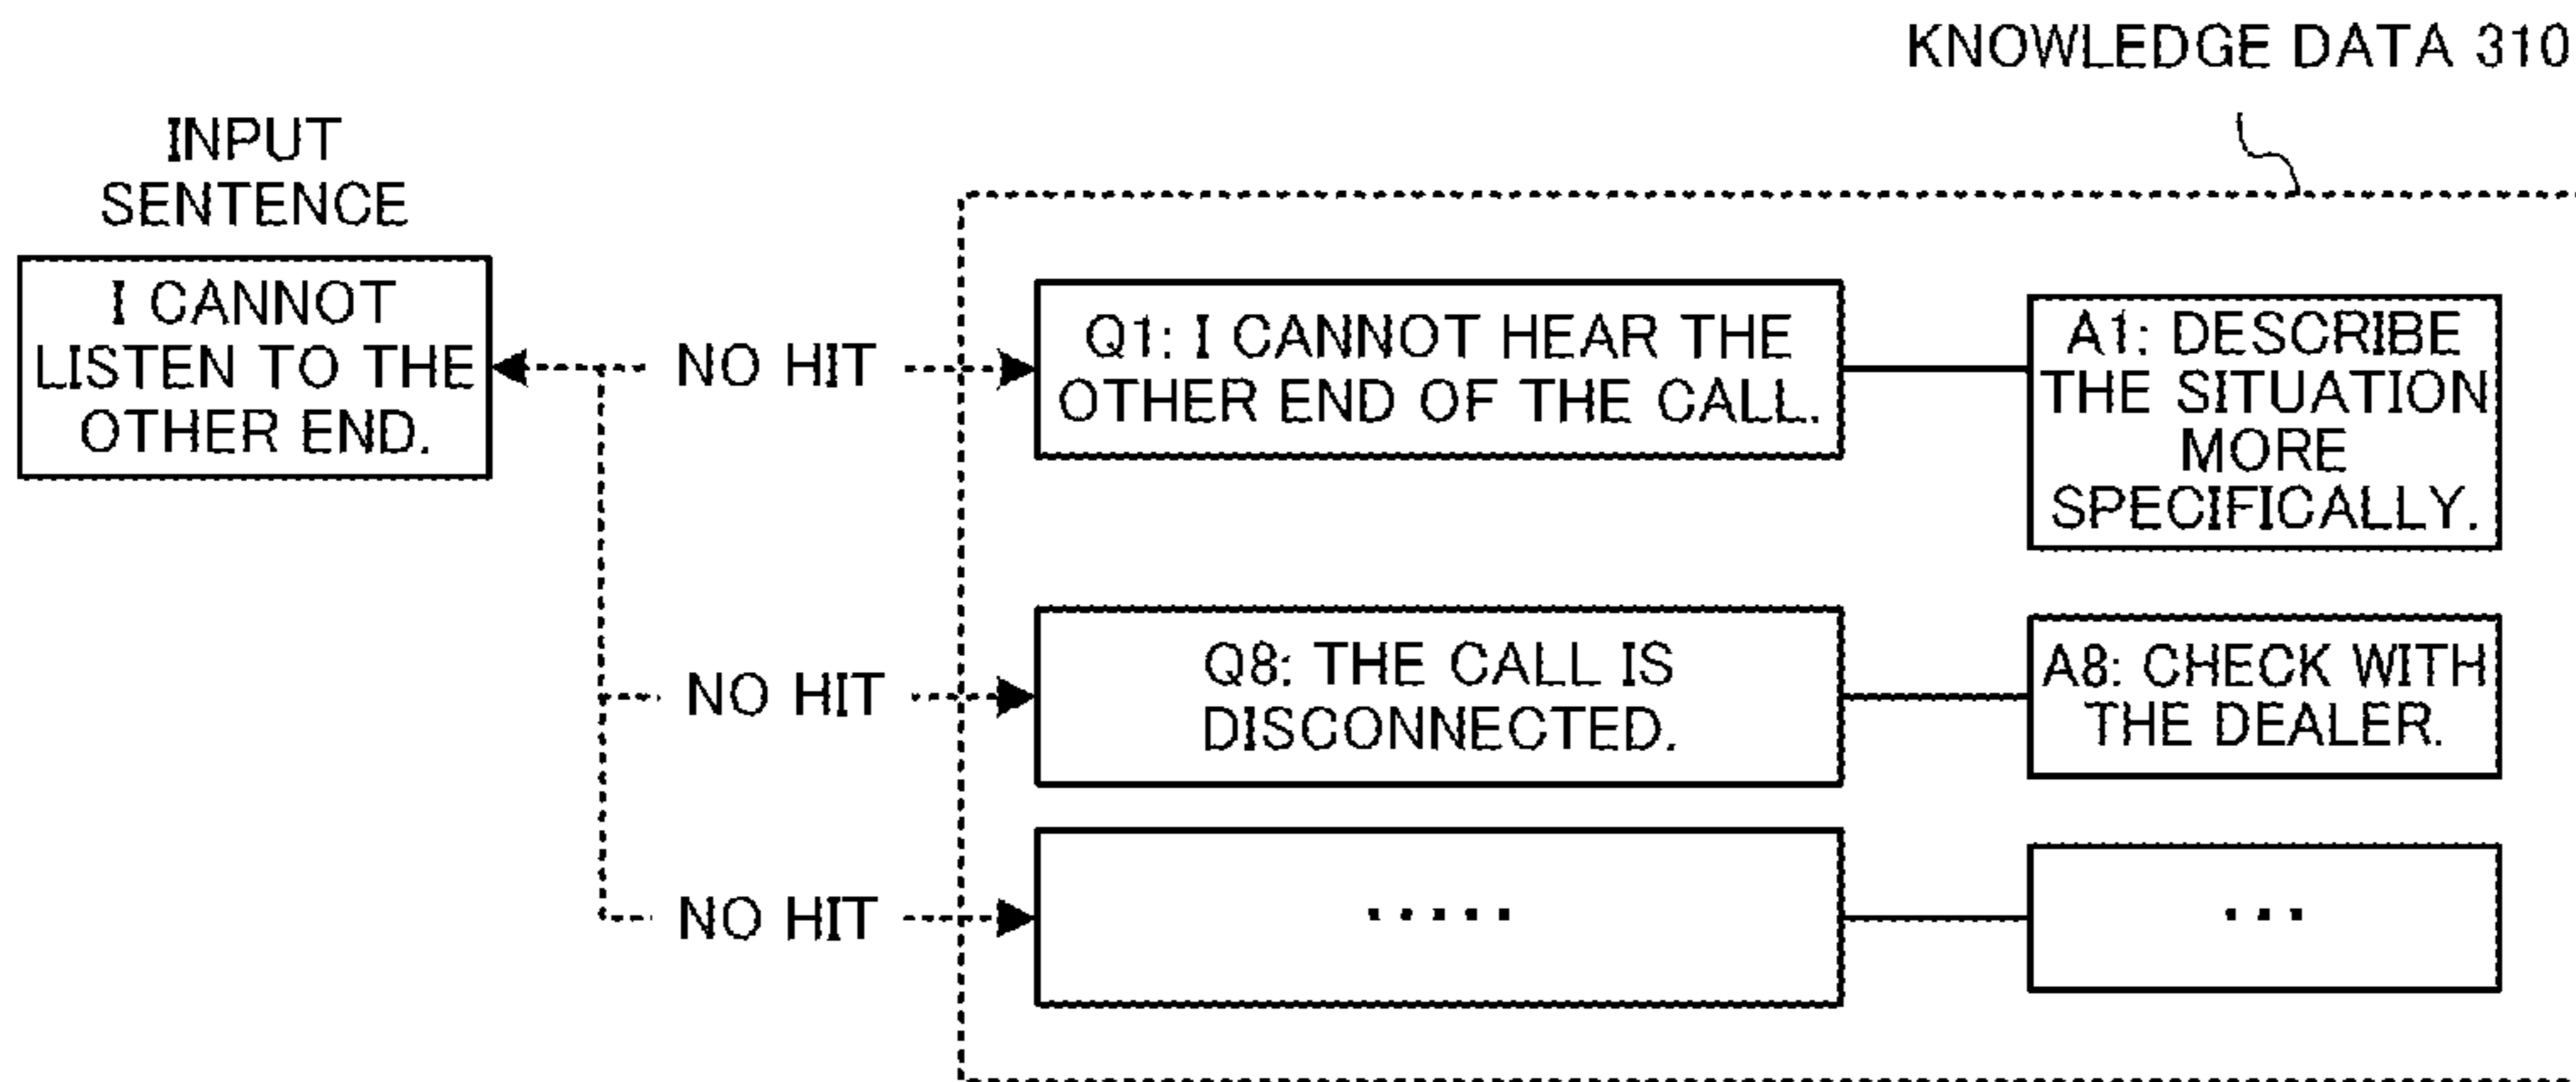 KNOWLEDGE DATA 310
INPUT
SENTENCE
I CANNOT
LISTEN TO THE
OTHER END.
NO HIT
Q1: I CANNOT HEAR THE
OTHER END OF THE CALL.
A1: DESCRIBE
THE SITUATION
MORE
SPECIFICALLY.
NO HIT
Q8: THE CALL IS
DISCONNECTED.
A8: CHECK WITH
THE DEALER.
NO HIT
.....
...